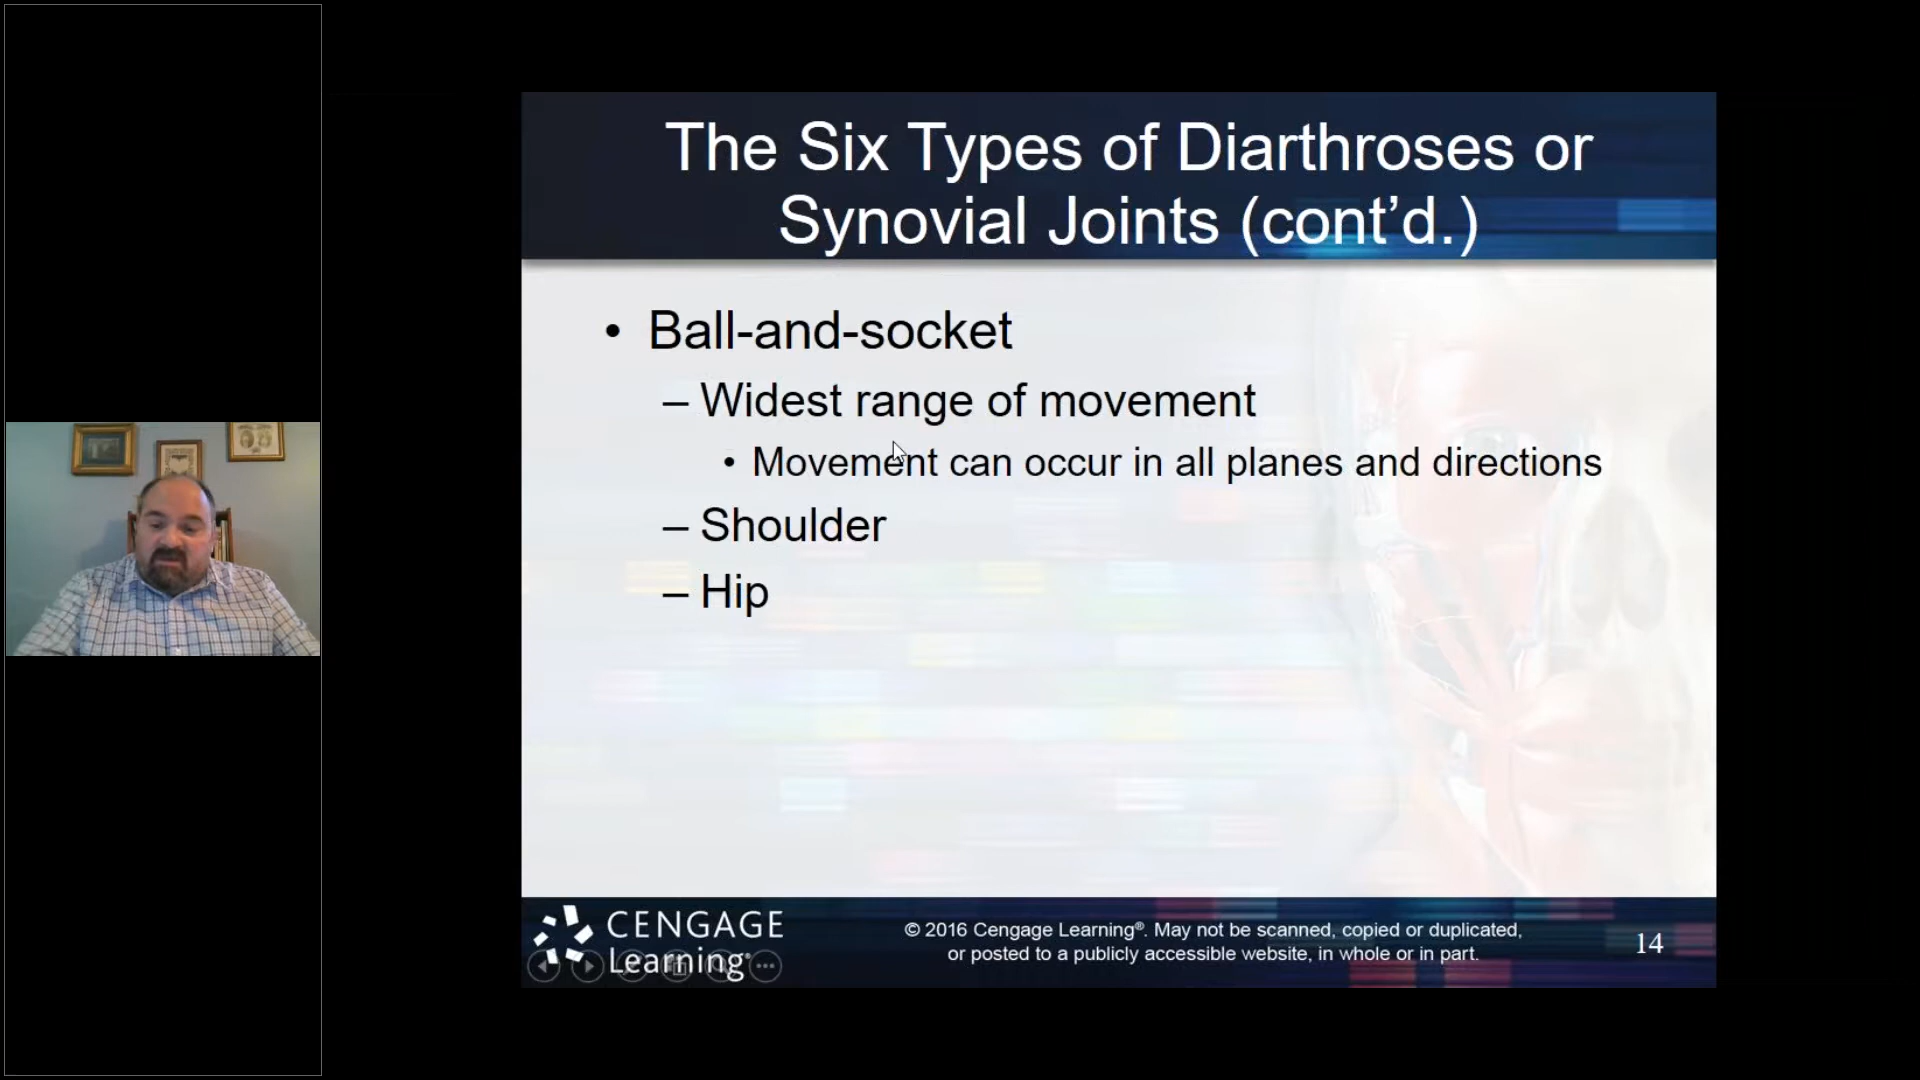 The Six Types of Diarthroses or
Synovial Joints (cont’d.)
• Ball-and-socket
– Widest range of movement
• Movement can occur in all planes and directions
– Shoulder
– Hip
CENGAGE
Learning®
© 2016 Cengage Learning®. May not be scanned, copied or duplicated,
or posted to a publicly accessible website, in whole or in part.
14